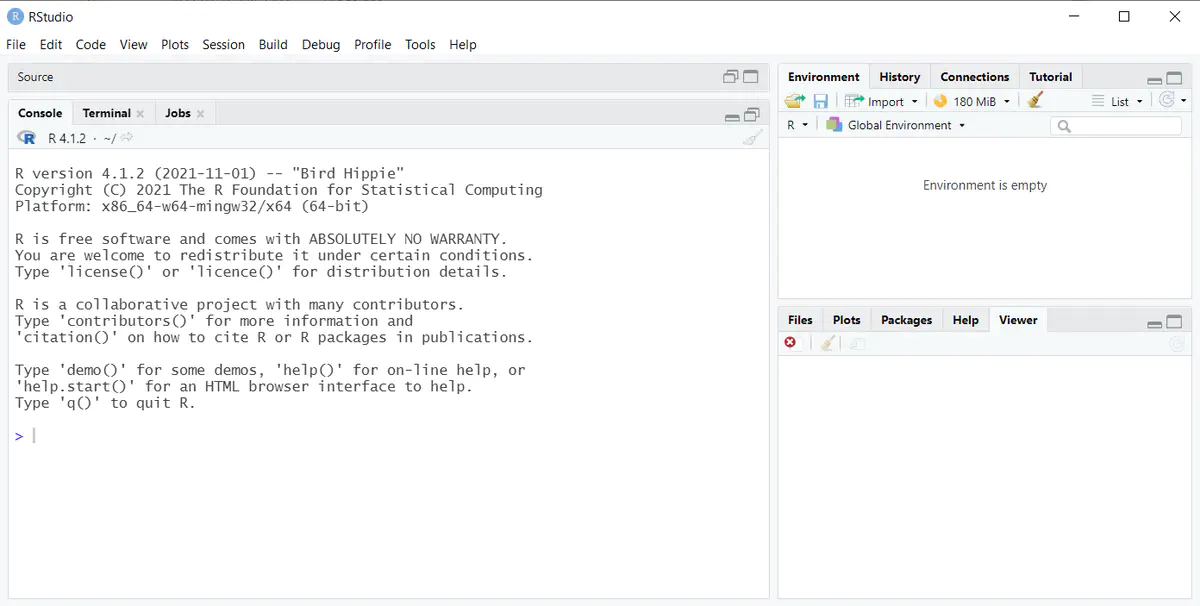 RStudio
File Edit Code View Plots Session Build Debug Profile Tools Help
Source
Console Terminal Jobs
R 4.1.2 · ~/
R version 4.1.2 (2021-11-01) -- "Bird Hippie"
Copyright (C) 2021 The R Foundation for Statistical Computing
Platform: x86_64-w64-mingw32/x64 (64-bit)
R is free software and comes with ABSOLUTELY NO WARRANTY.
You are welcome to redistribute it under certain conditions.
Type 'license()' or 'licence()' for distribution details.
R is a collaborative project with many contributors.
Type 'contributors()' for more information and
'citation()' on how to cite R or R packages in publications.
Type 'demo()' for some demos, 'help()' for on-line help, or
'help.start()' for an HTML browser interface to help.
Type 'q()' to quit R.
>
Environment History Connections Tutorial
Import 180 MiB List
R Global Environment
Environment is empty
Files Plots Packages Help Viewer